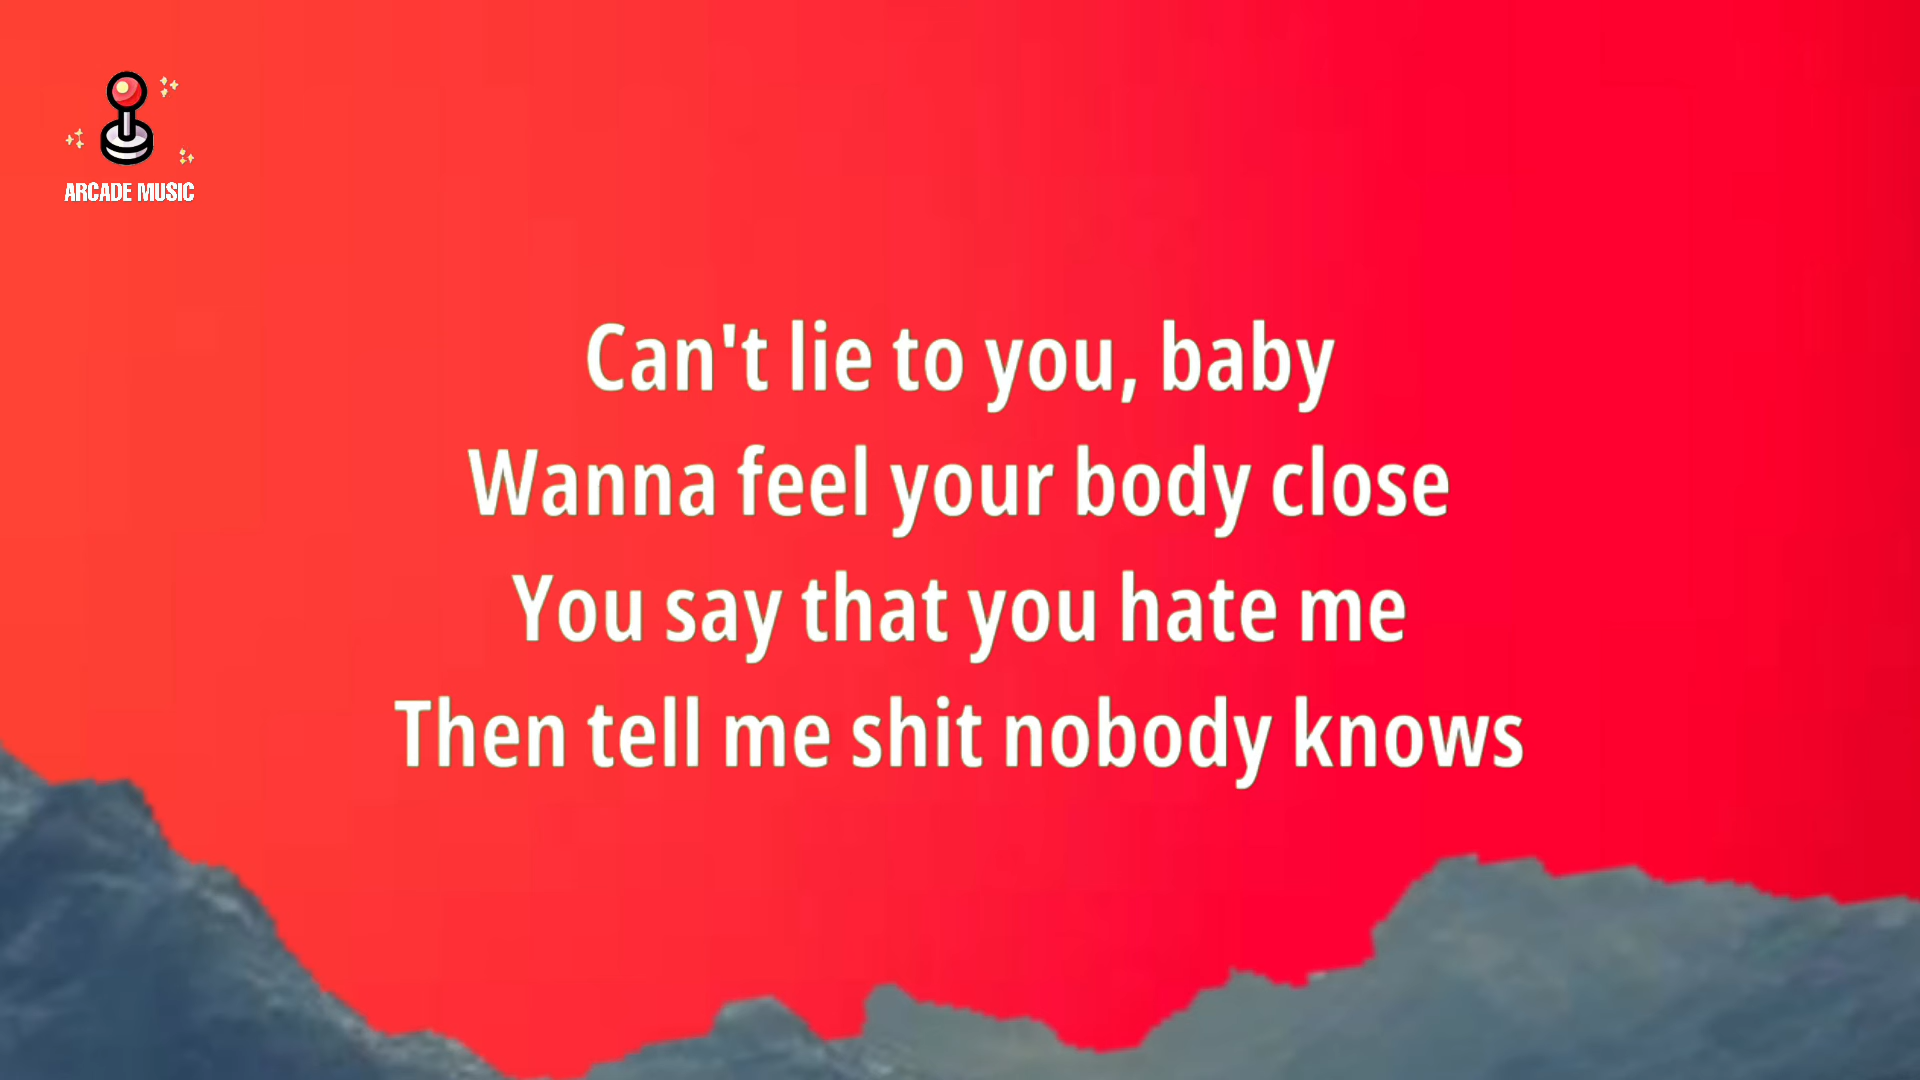 ARCADE MUSIC
Can't lie to you, baby
Wanna feel your body close
You say that you hate me
Then tell me shit nobody knows